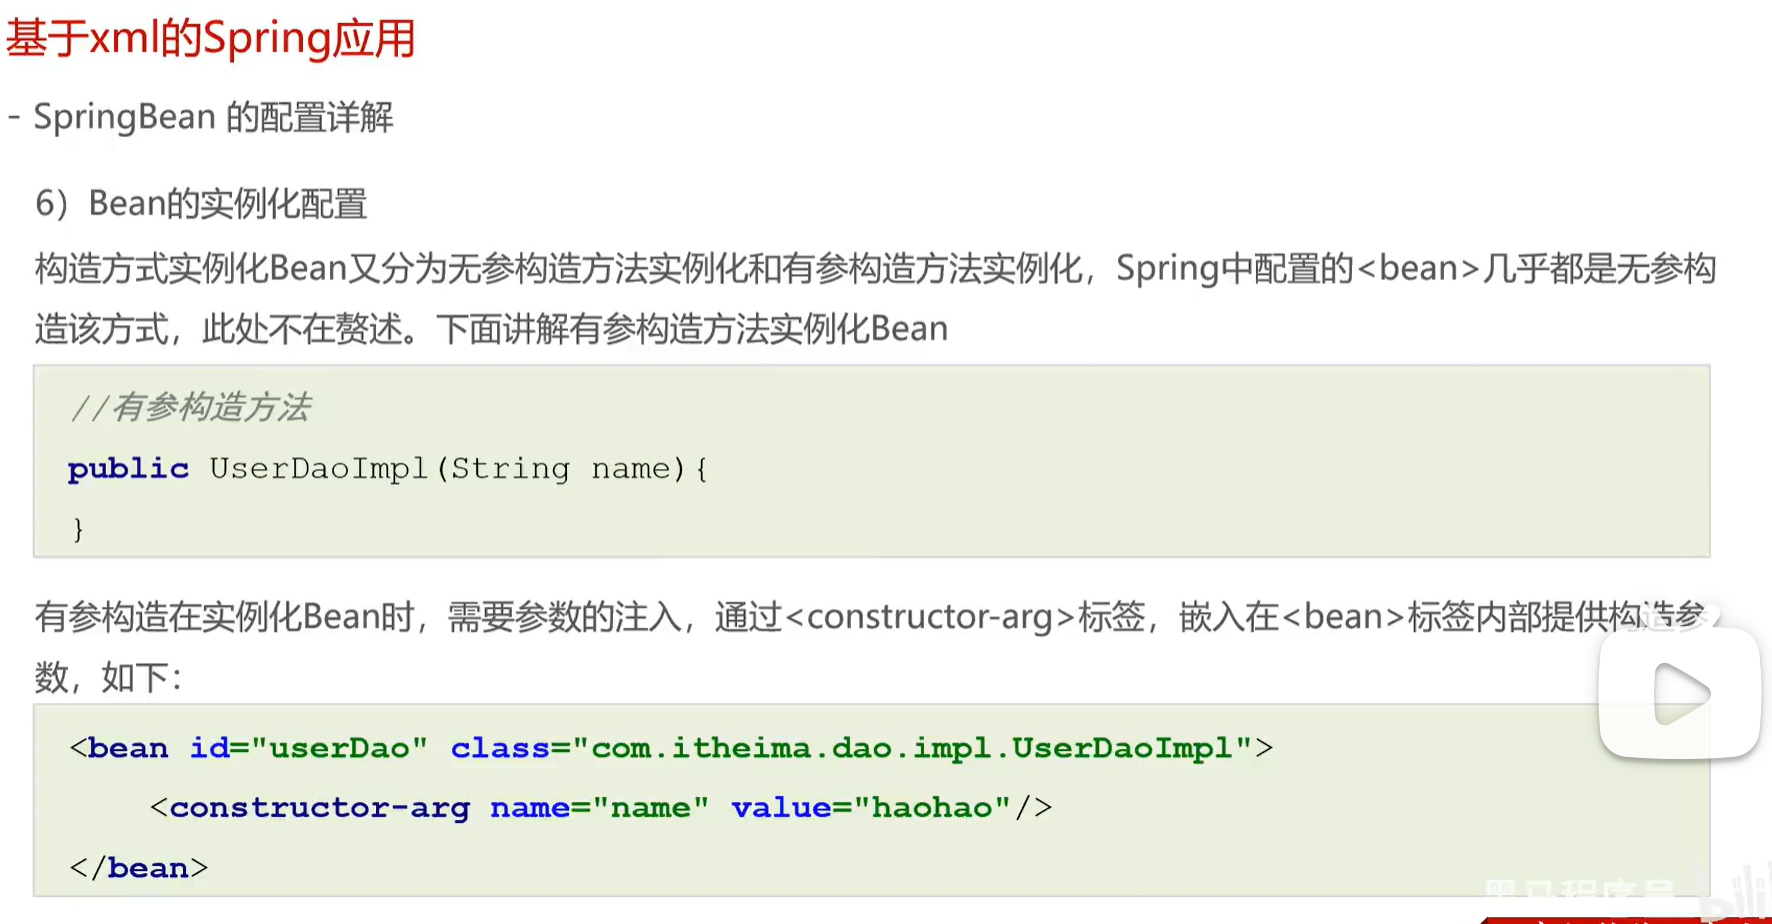 基于xml的Spring应用
- SpringBean 的配置详解
6）Bean的实例化配置
构造方式实例化Bean又分为无参构造方法实例化和有参构造方法实例化，Spring中配置的<bean>几乎都是无参构
造该方式，此处不在赘述。下面讲解有参构造方法实例化Bean
//有参构造方法
public UserDaoImpl(String name){
}
有参构造在实例化Bean时，需要参数的注入，通过<constructor-arg>标签，嵌入在<bean>标签内部提供构造参
数，如下：
<bean id="userDao" class="com.itheima.dao.impl.UserDaoImpl">
<constructor-arg name="name" value="haohao"/>
</bean>
黑马程序员